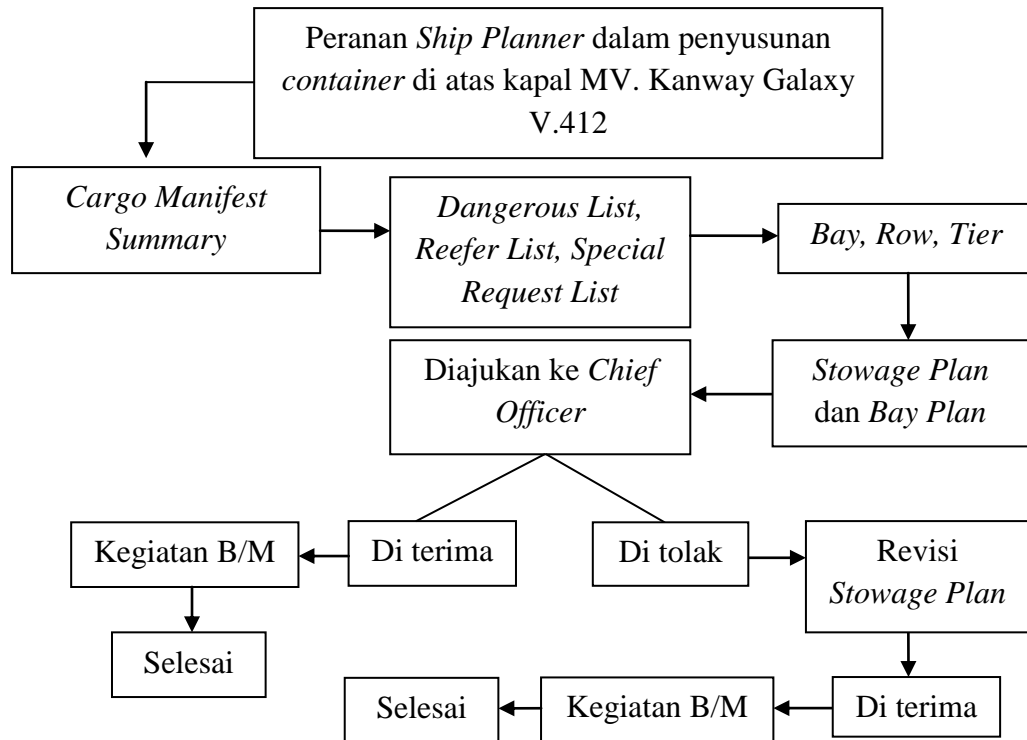 Peranan Ship Planner dalam penyusunan
container di atas kapal MV. Kanway Galaxy
V.412
Cargo Manifest
Summary
Dangerous List,
Reefer List, Special
Request List
Bay, Row, Tier
Stowage Plan
dan Bay Plan
Diajukan ke Chief
Officer
Di terima
Kegiatan B/M
Selesai
Di tolak
Revisi
Stowage Plan
Di terima
Kegiatan B/M
Selesai